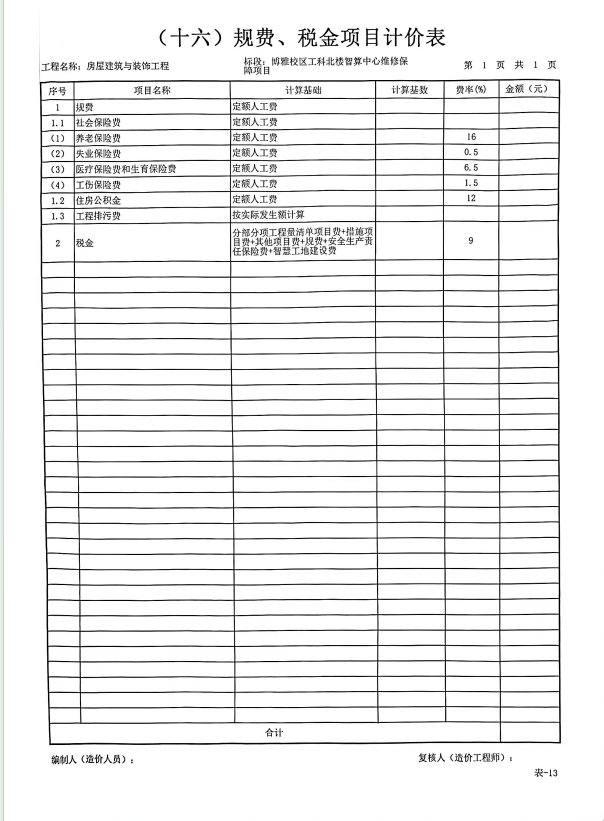 (十六)规费、税金项目计价表
工程名称：房屋建筑与装饰工程 标段：博雅校区工科北楼智算中心维修保障项目 第 1 页 共 1 页
序号 项目名称 计算基础 计算基数 费率(%) 金额(元)
1 规费 定额人工费
1.1 社会保险费 定额人工费
(1) 养老保险费 定额人工费 16
(2) 失业保险费 定额人工费 0.5
(3) 医疗保险费和生育保险费 定额人工费 6.5
(4) 工伤保险费 定额人工费 1.5
1.2 住房公积金 定额人工费 12
1.3 工程排污费 按实际发生额计算
2 税金 分部分项工程量清单项目费+措施项目费+其他项目费+规费+安全生产责任保险费+智慧工地建设费 9
合计
编制人(造价人员)： 复核人(造价工程师)：
表-13